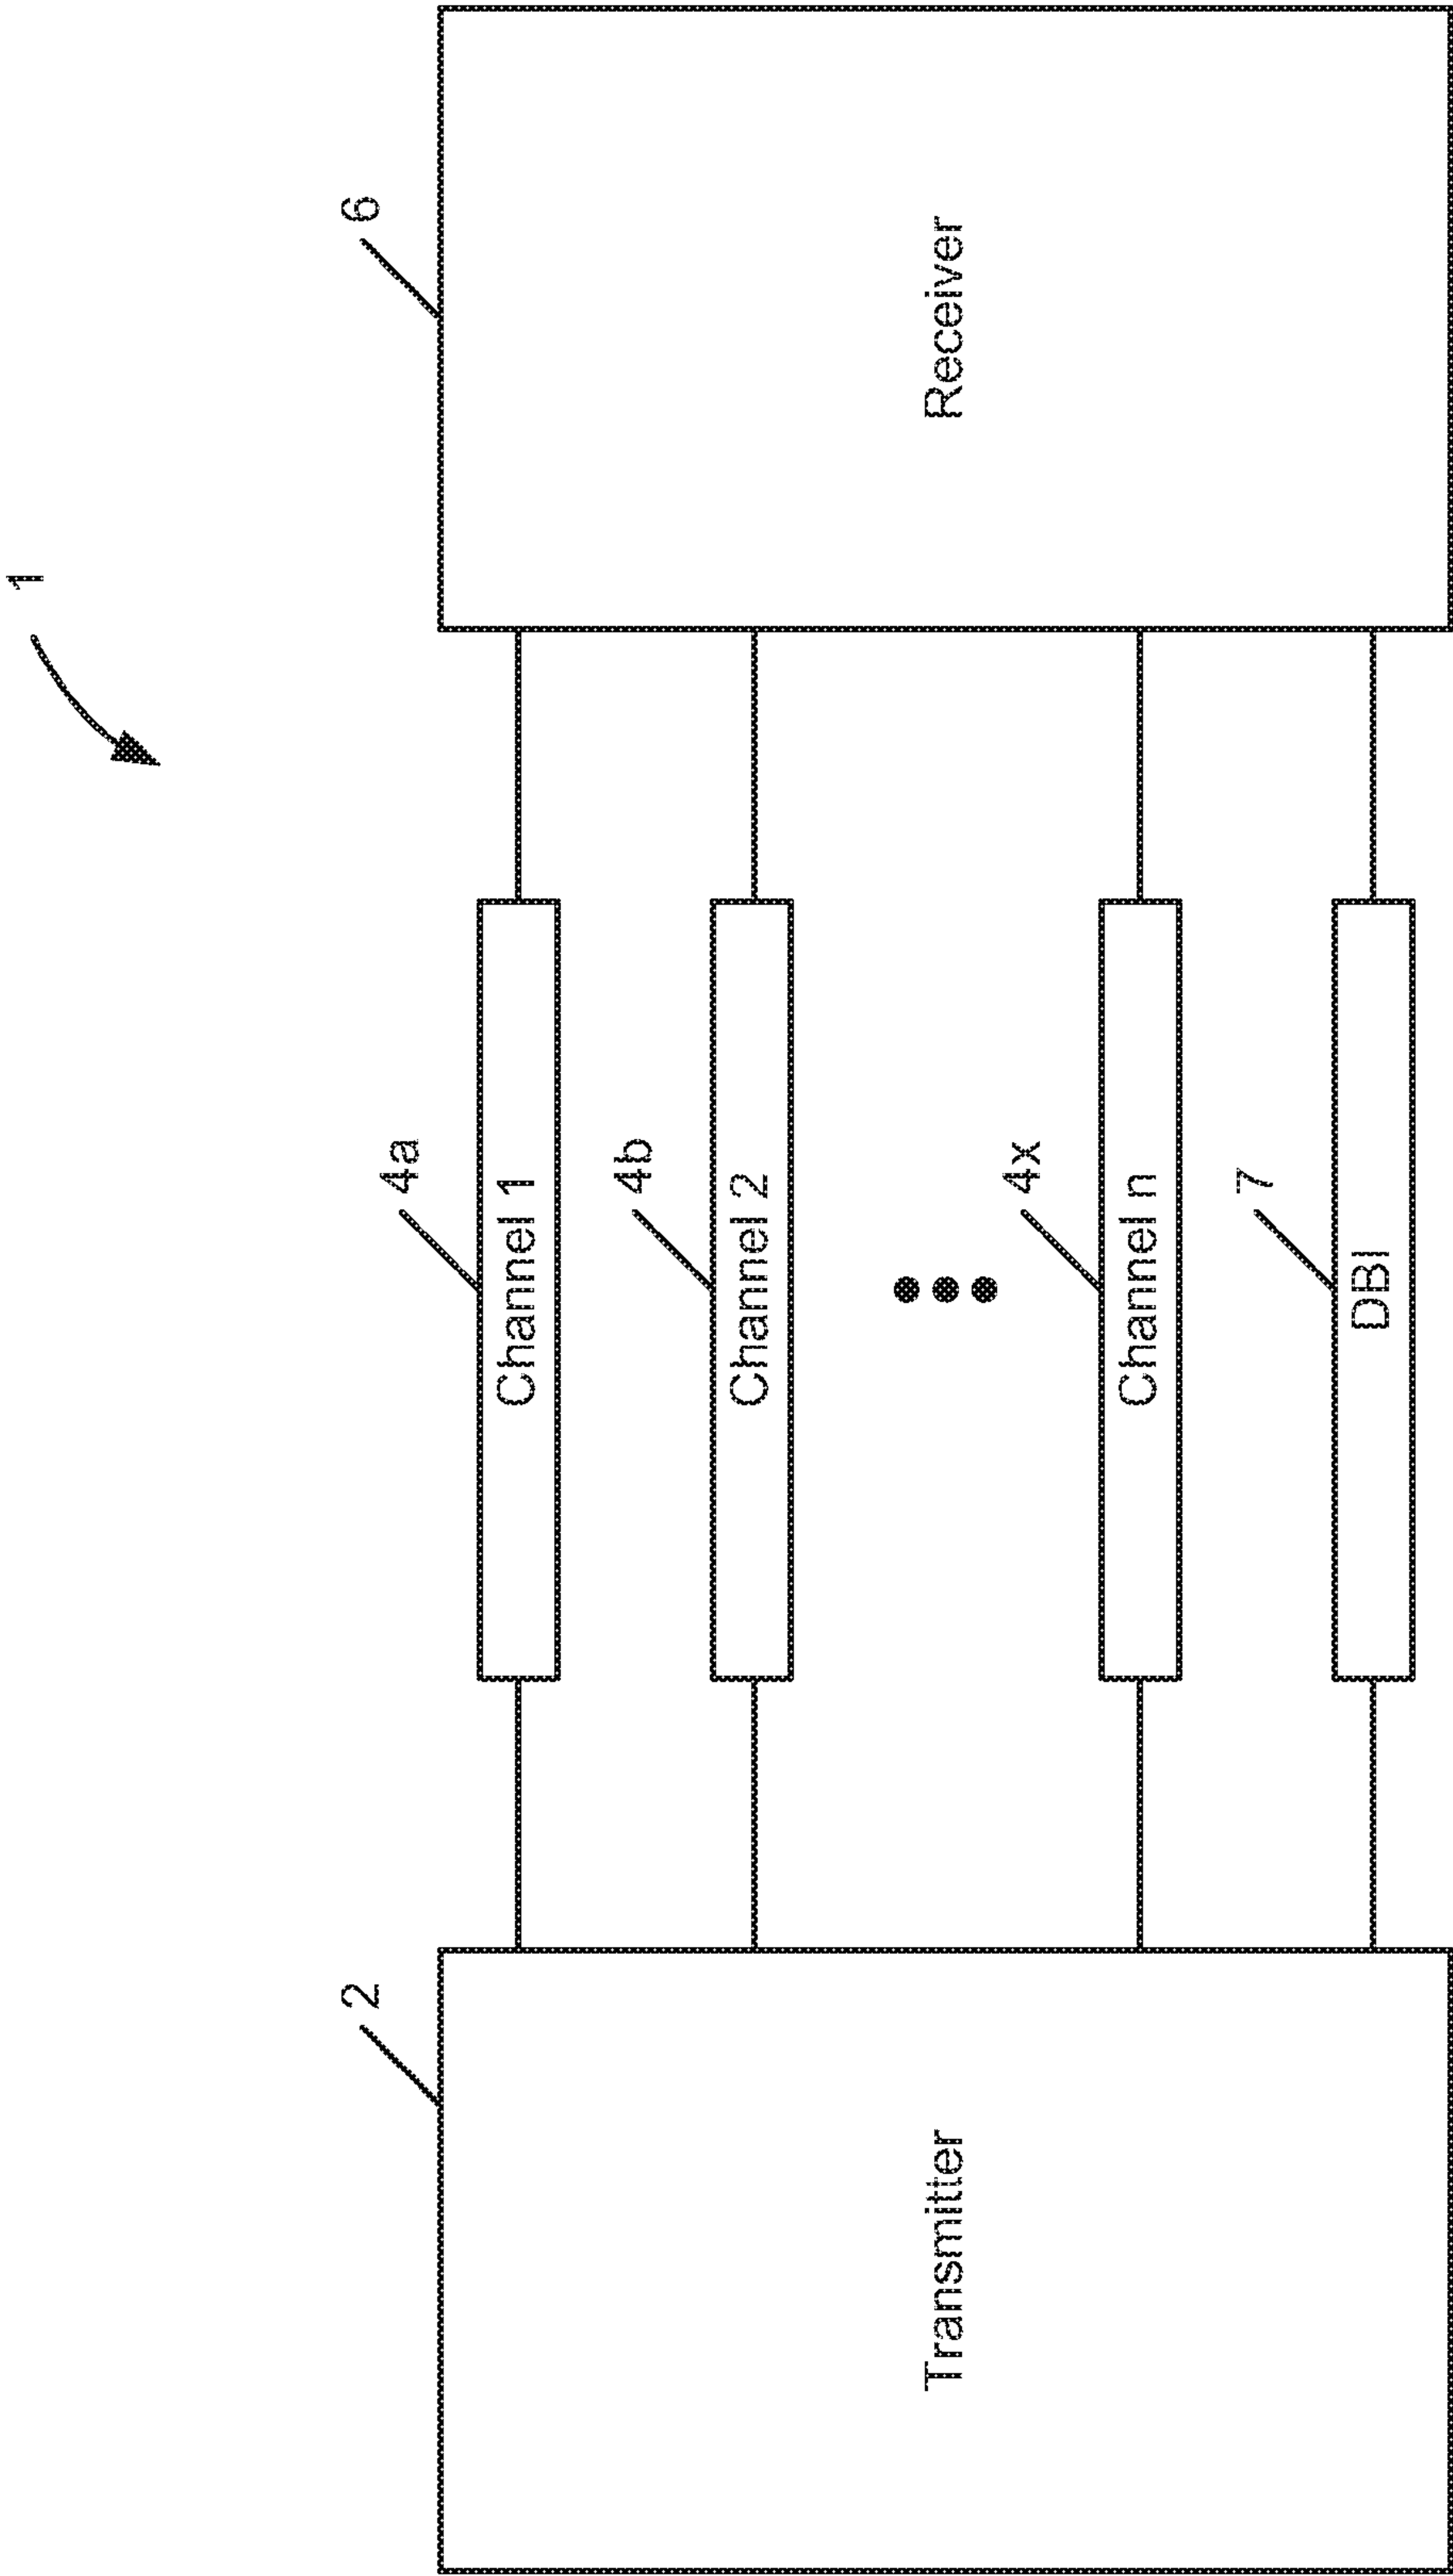 1
2
Transmitter
4a
Channel 1
4b
Channel 2
4x
Channel n
7
DBI
6
Receiver